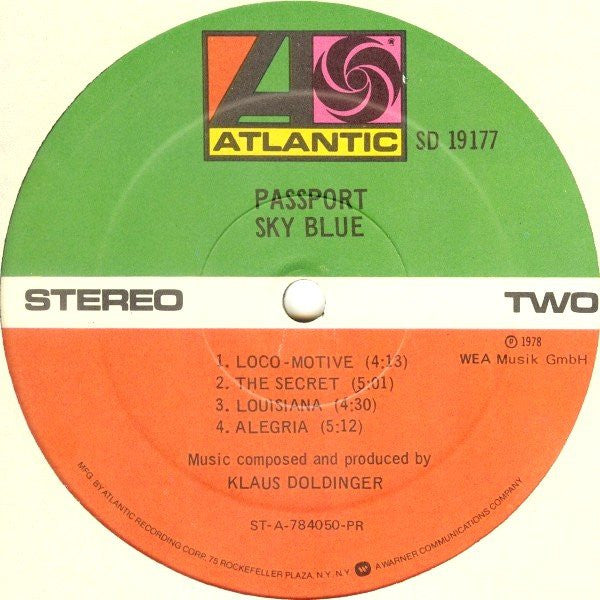 ATLANTIC
SD 19177
PASSPORT
SKY BLUE
STEREO
TWO
℗ 1978
WEA Musik GmbH
1. LOCO-MOTIVE (4:13)
2. THE SECRET (5:01)
3. LOUISIANA (4:30)
4. ALEGRIA (5:12)
Music composed and produced by
KLAUS DOLDINGER
ST-A-784050-PR
MFG. BY ATLANTIC RECORDING CORP. 75 ROCKEFELLER PLAZA, N.Y. N.Y. A WARNER COMMUNICATIONS COMPANY